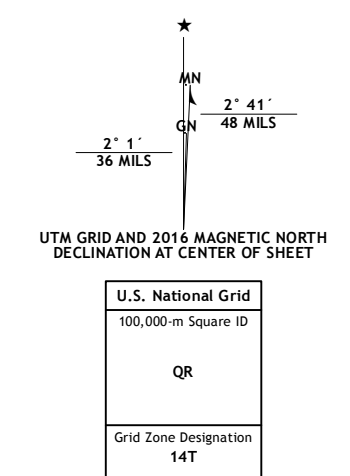 ★
MN
GN
2° 41´
48 MILS
2° 1´
36 MILS
UTM GRID AND 2016 MAGNETIC NORTH
DECLINATION AT CENTER OF SHEET
U.S. National Grid
100,000-m Square ID
QR
Grid Zone Designation
14T